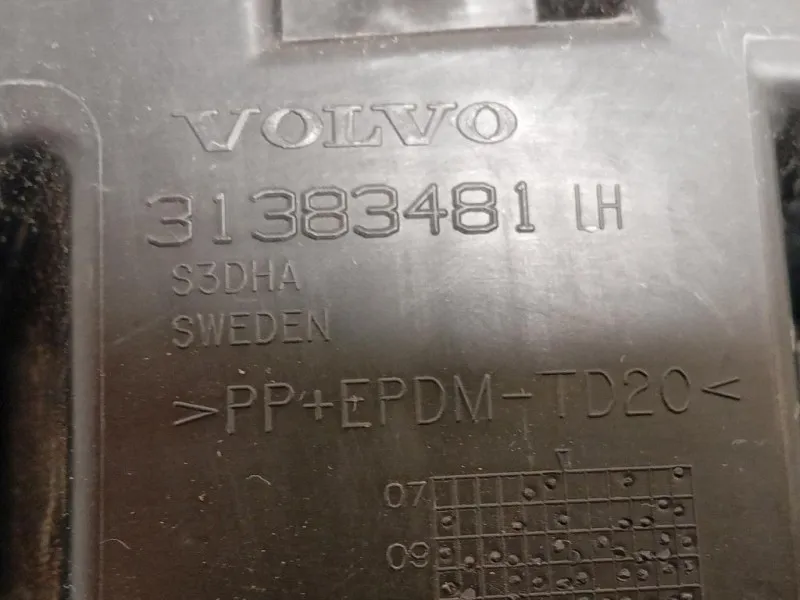 VOLVO
31383481 LH
S3DHA
SWEDEN
>PP+EPDM-TD20<
07
09